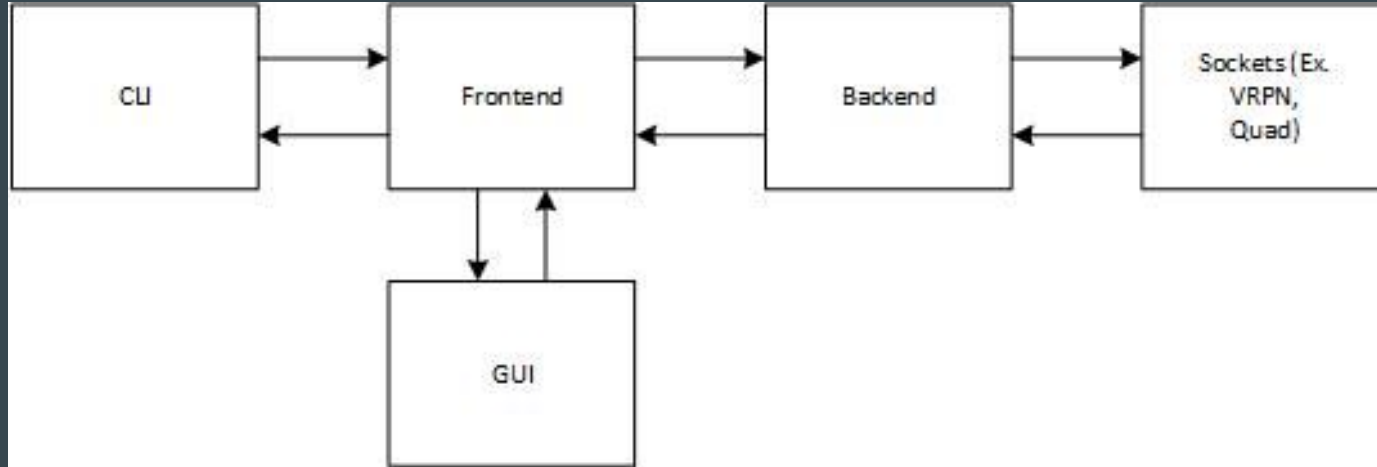 CLI
Frontend
Backend
Sockets (Ex.
VRPN,
Quad)
GUI